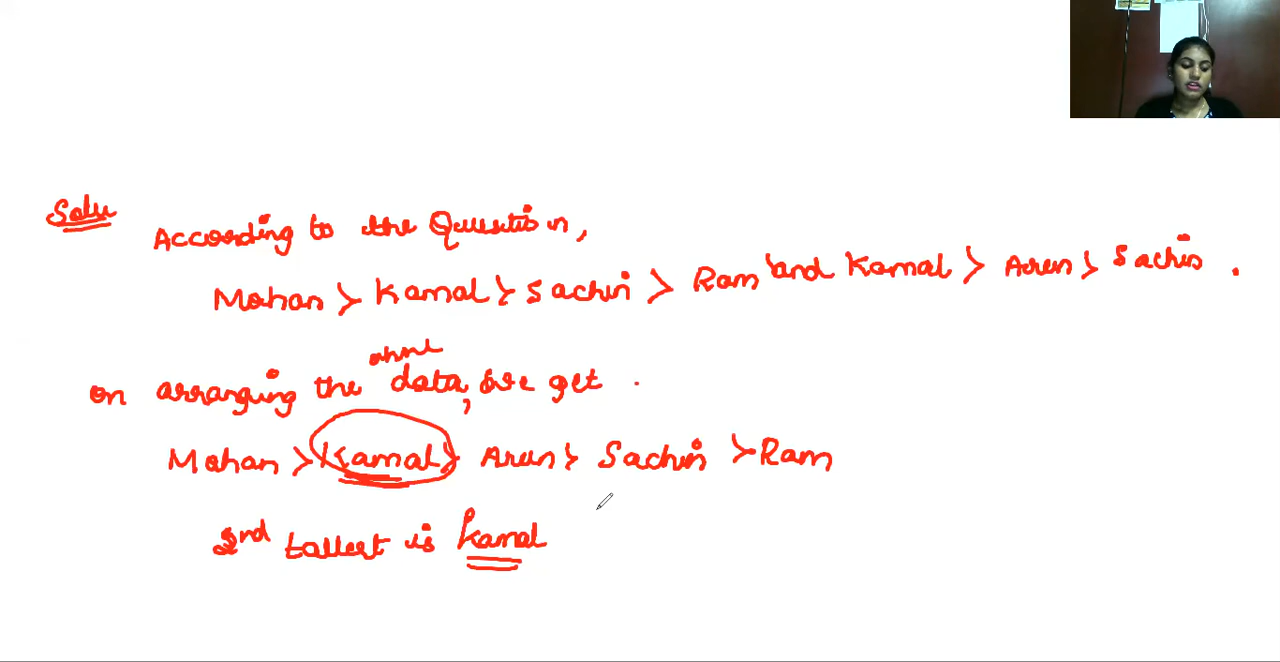 Solu
According to the Question,
Mohan > Kamal > Sachin > Ram and Kamal > Arun > Sachin .
above
on arranging the data, we get .
Mohan > Kamal > Arun > Sachin > Ram
2nd tallest is Kamal